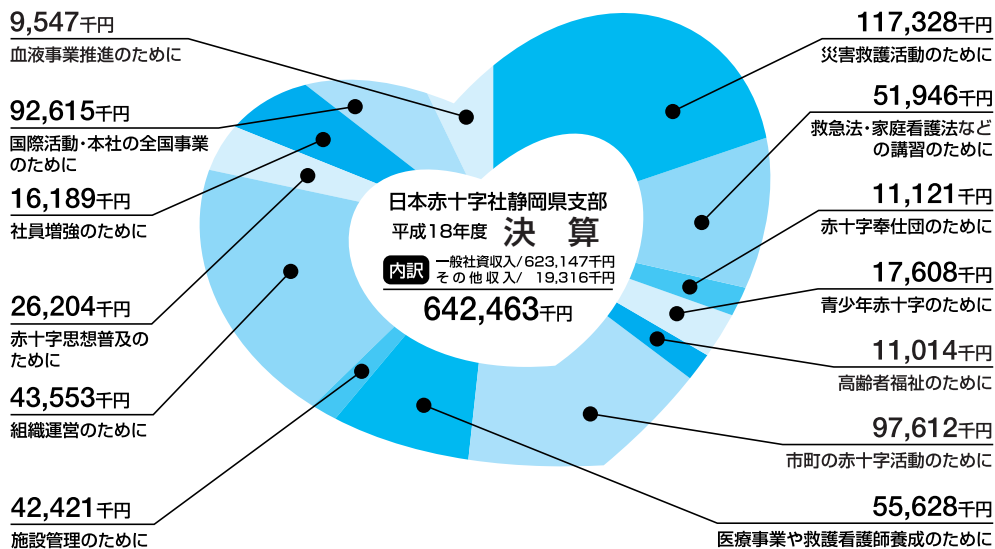 9,547千円
血液事業推進のために
92,615千円
国際活動・本社の全国事業
のために
16,189千円
社員増強のために
26,204千円
赤十字思想普及の
ために
43,553千円
組織運営のために
42,421千円
施設管理のために
日本赤十字社静岡県支部
平成18年度 決 算
内訳
一般社資収入/623,147千円
その他収入/ 19,316千円
642,463千円
117,328千円
災害救護活動のために
51,946千円
救急法・家庭看護法など
の講習のために
11,121千円
赤十字奉仕団のために
17,608千円
青少年赤十字のために
11,014千円
高齢者福祉のために
97,612千円
市町の赤十字活動のために
55,628千円
医療事業や救護看護師養成のために